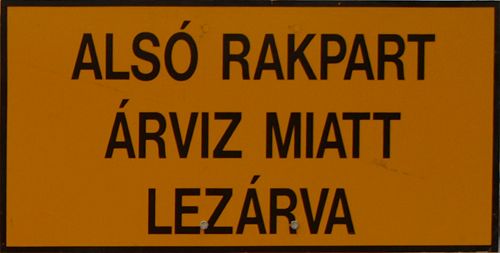 ALSÓ RAKPART
ÁRVIZ MIATT
LEZÁRVA